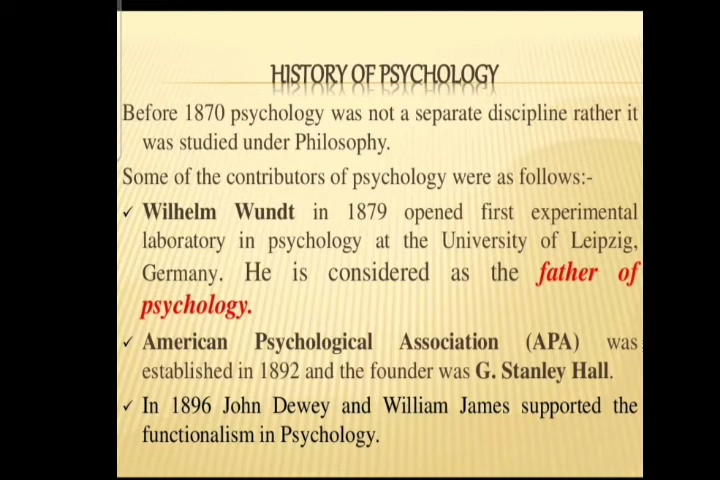 HISTORY OF PSYCHOLOGY
Before 1870 psychology was not a separate discipline rather it
was studied under Philosophy.
Some of the contributors of psychology were as follows:-
✓ Wilhelm Wundt in 1879 opened first experimental
laboratory in psychology at the University of Leipzig,
Germany. He is considered as the father of
psychology.
✓ American Psychological Association (APA) was
established in 1892 and the founder was G. Stanley Hall.
✓ In 1896 John Dewey and William James supported the
functionalism in Psychology.